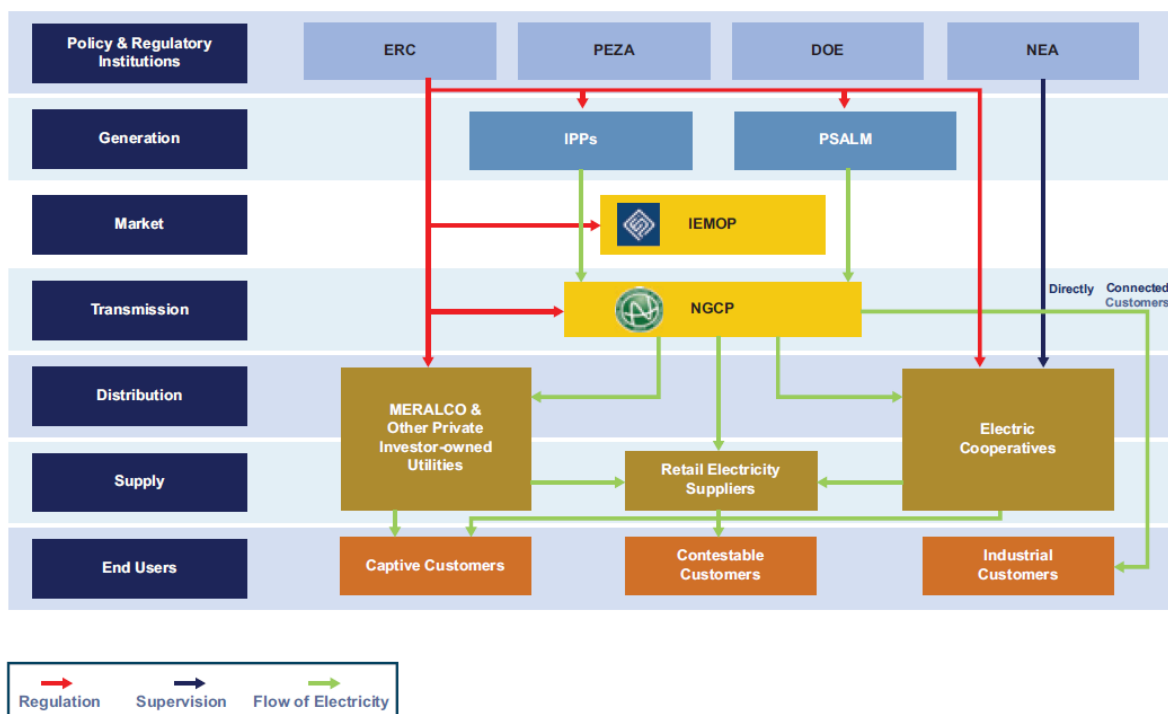 Policy & Regulatory
Institutions
ERC
PEZA
DOE
NEA
Generation
IPPs
PSALM
Market
IEMOP
Directly Connected
Customers
Transmission
NGCP
Distribution
MERALCO &
Other Private
Investor-owned
Utilities
Electric
Cooperatives
Supply
Retail Electricity
Suppliers
End Users
Captive Customers
Contestable
Customers
Industrial
Customers
Regulation
Supervision
Flow of Electricity